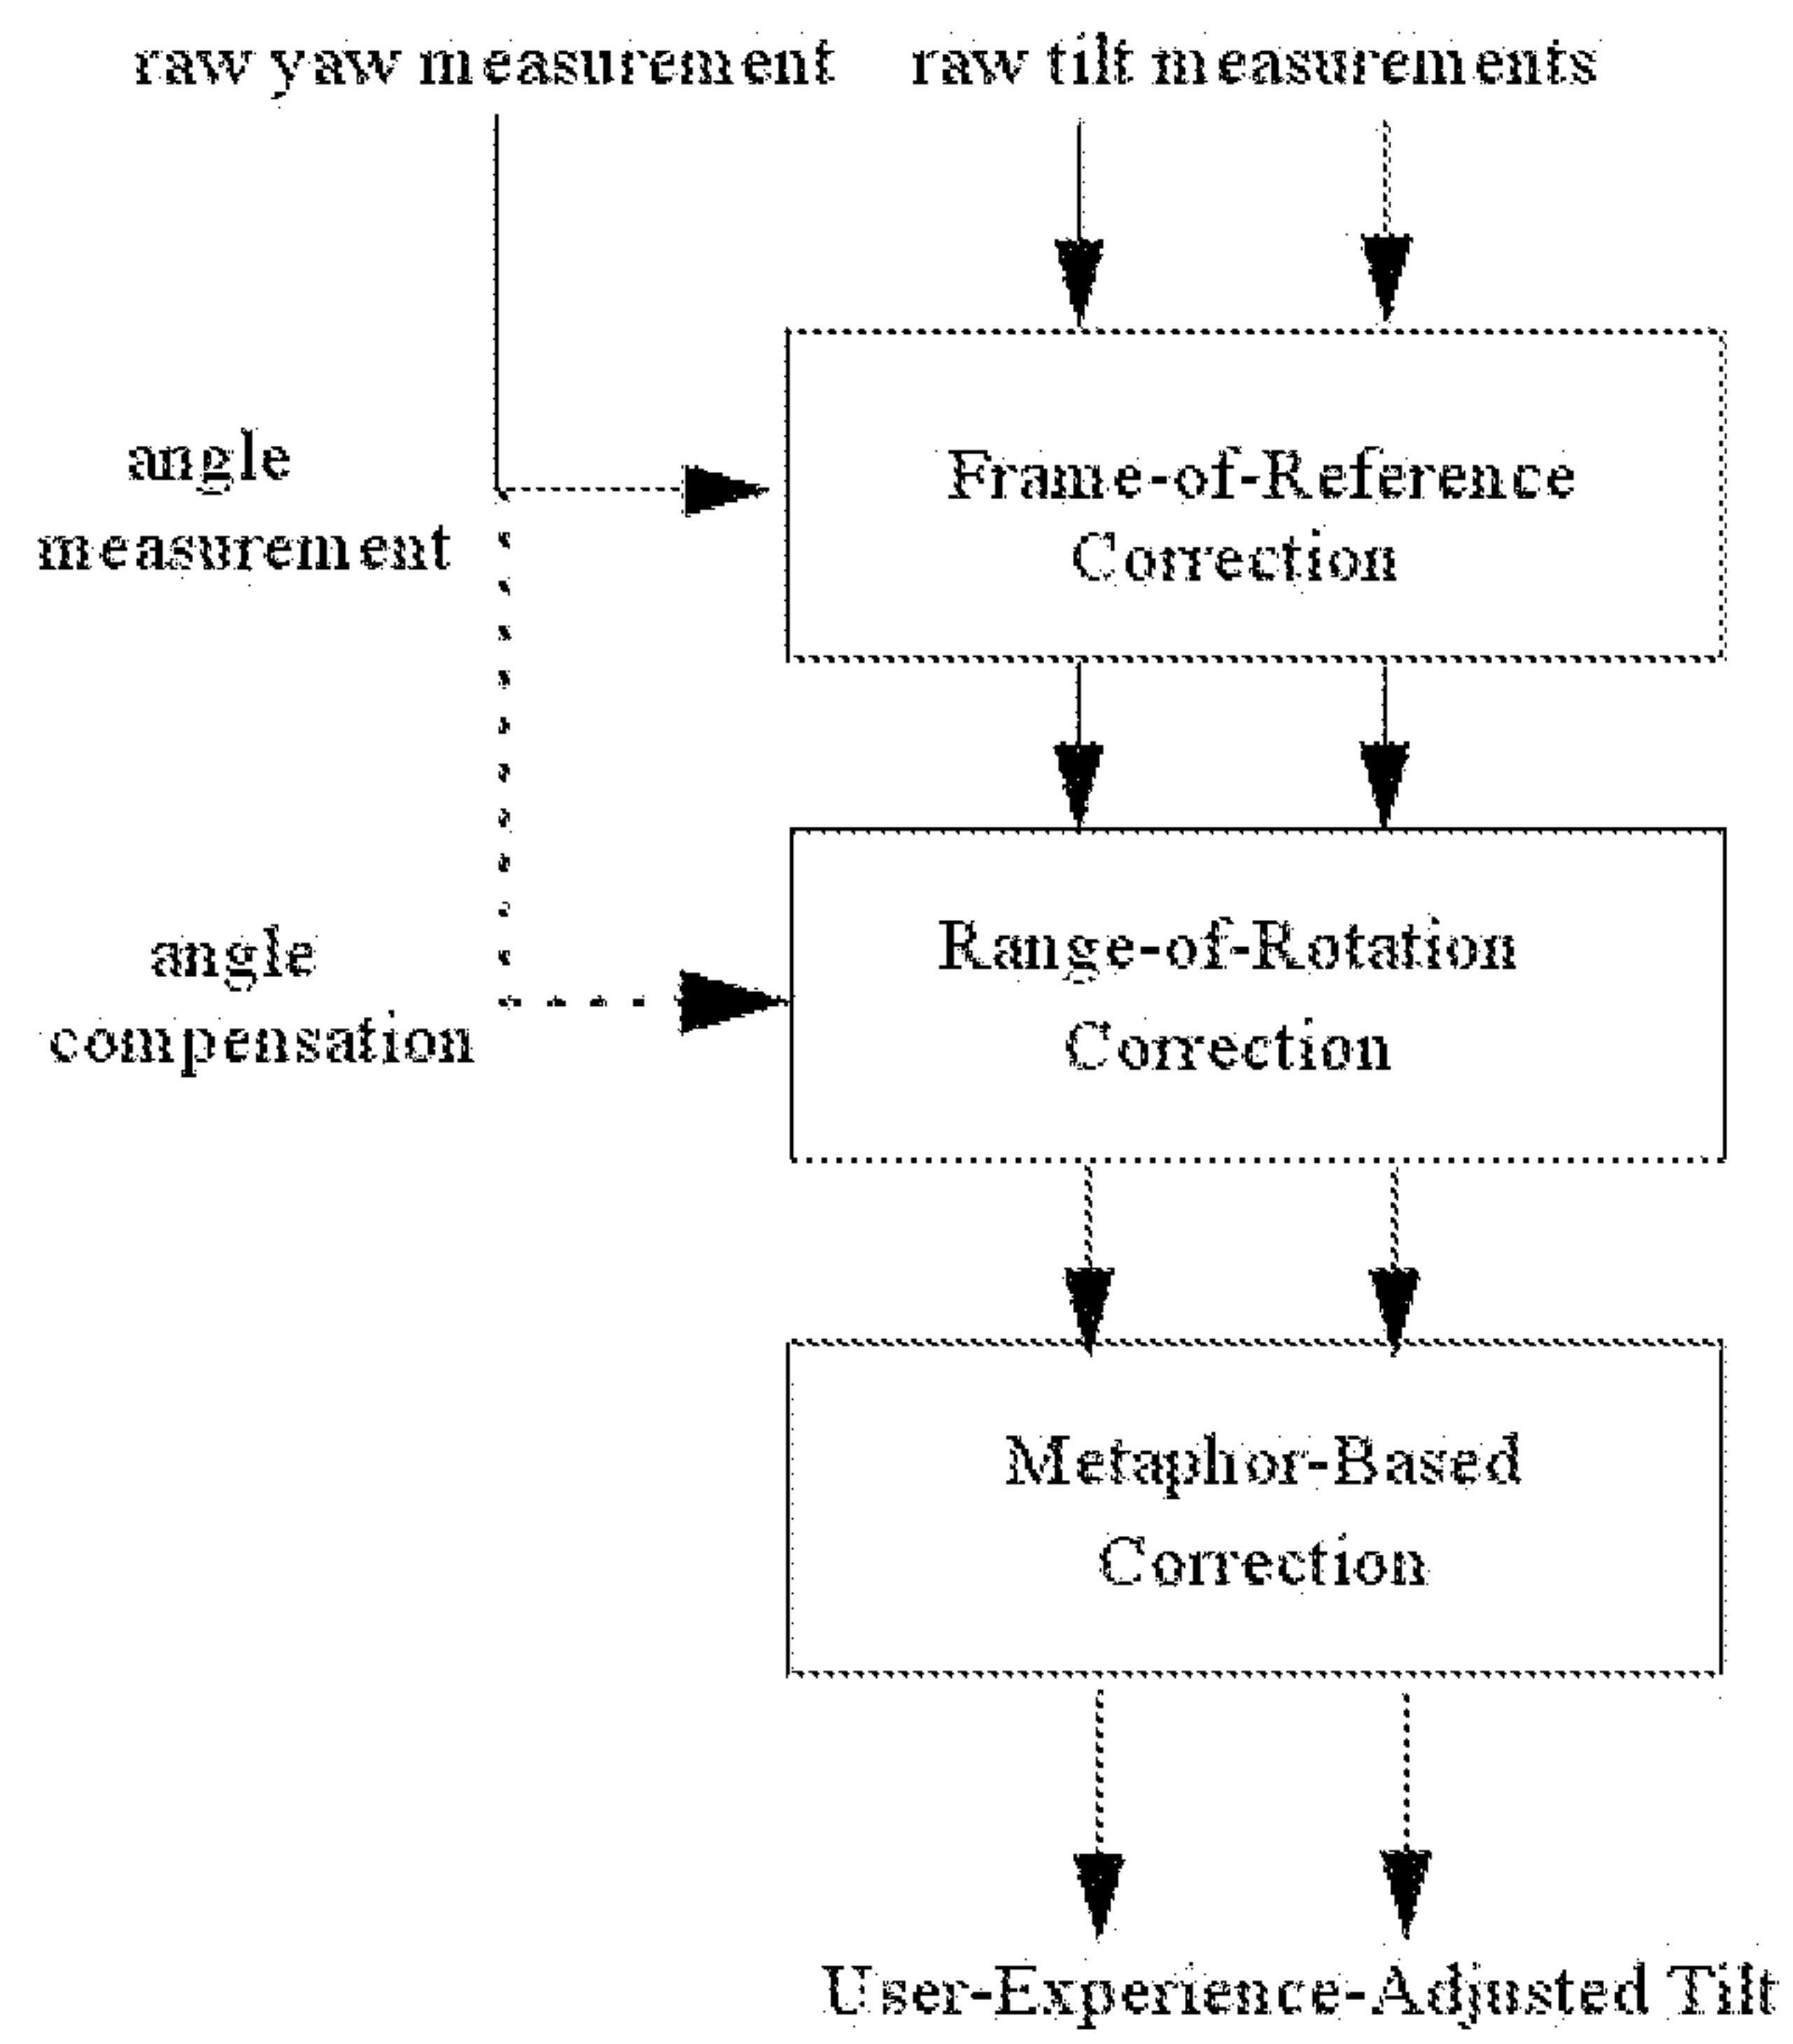 raw yaw measurement
raw tilt measurements
angle
measurement
Frame-of-Reference
Correction
angle
compensation
Range-of-Rotation
Correction
Metaphor-Based
Correction
User-Experience-Adjusted Tilt